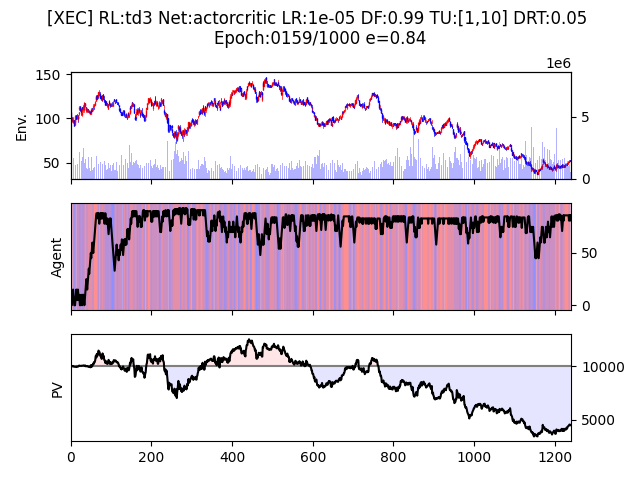 [XEC] RL:td3 Net:actorcritic LR:1e-05 DF:0.99 TU:[1,10] DRT:0.05
Epoch:0159/1000 e=0.84
1e6
150
100
50
Env.
5
0
Agent
50
0
PV
10000
5000
0 200 400 600 800 1000 1200